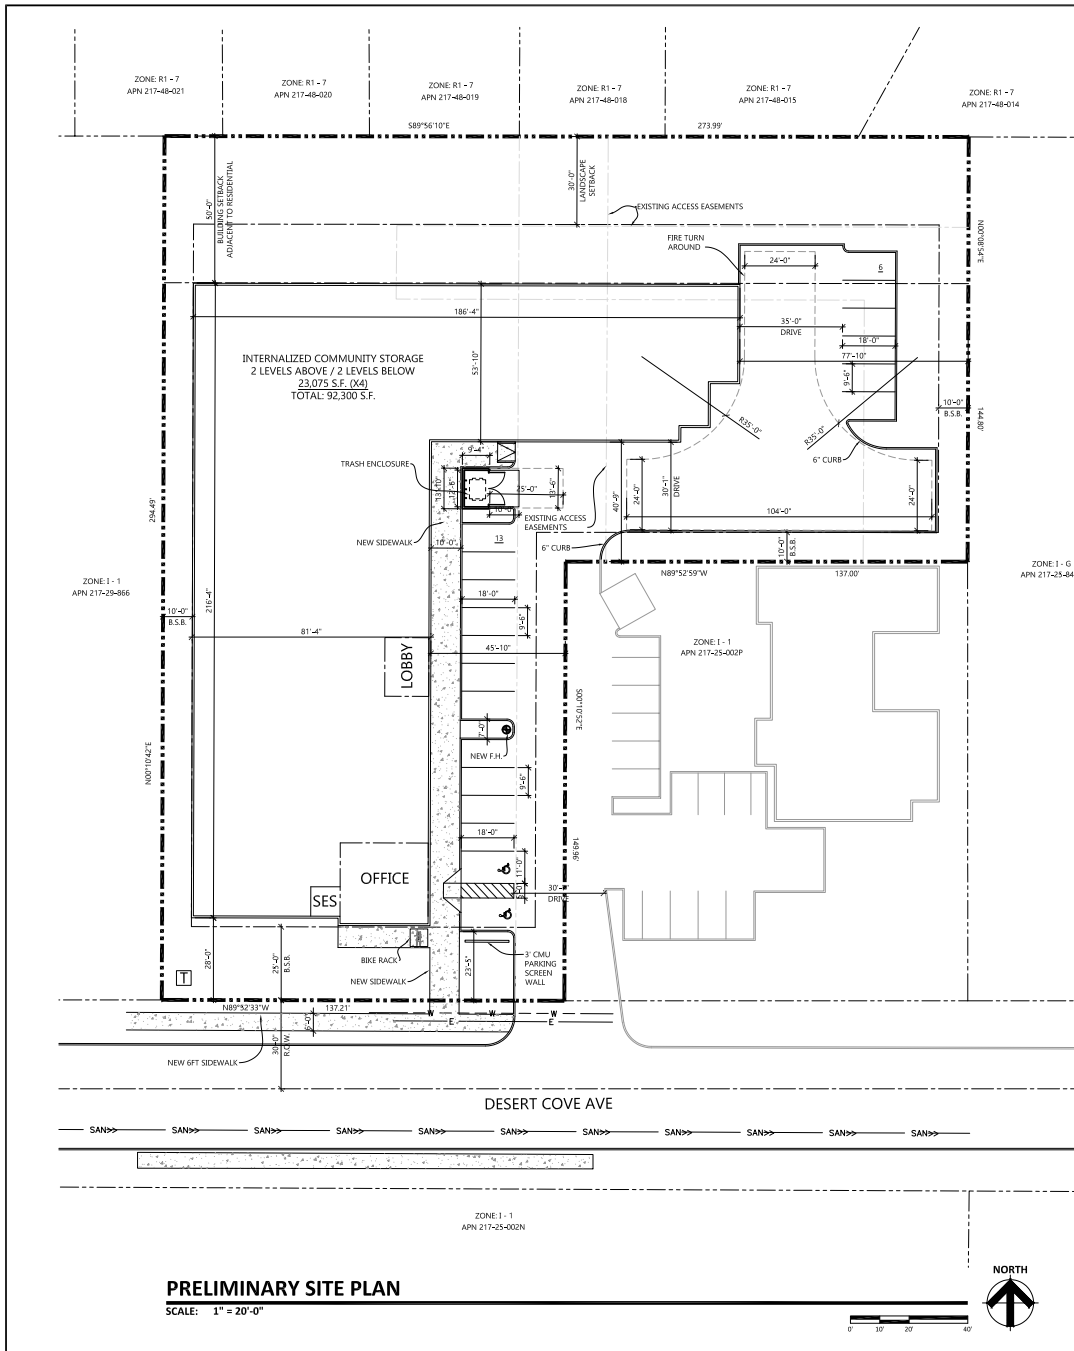 ZONE: R1 - 7
APN 217-48-021
ZONE: R1 - 7
APN 217-48-020
ZONE: R1 - 7
APN 217-48-019
ZONE: R1 - 7
APN 217-48-018
ZONE: R1 - 7
APN 217-48-015
ZONE: R1 - 7
APN 217-48-014
S89°56'10"E
273.99'
50'-0"
BUILDING SETBACK
ADJACENT TO RESIDENTIAL
30'-0"
LANDSCAPE
SETBACK
EXISTING ACCESS EASEMENTS
FIRE TURN
AROUND
24'-0"
6
N00°08'54"E
186'-4"
35'-0"
DRIVE
18'-0"
77'-10"
9'-6"
53'-10"
INTERNALIZED COMMUNITY STORAGE
2 LEVELS ABOVE / 2 LEVELS BELOW
23,075 S.F. (X4)
TOTAL: 92,300 S.F.
10'-0"
B.S.B.
144.80'
R35'-0"
R35'-0"
6" CURB
9'-4"
TRASH ENCLOSURE
13'-10"
12'-6"
25'-0"
13'-6"
10'-0"
40'-9"
24'-0"
30'-1"
DRIVE
24'-0"
104'-0"
EXISTING ACCESS
EASEMENTS
294.49'
NEW SIDEWALK
10'-0"
13
6" CURB
10'-0"
B.S.B.
N89°52'59"W
137.00'
ZONE: I - G
APN 217-25-84
ZONE: I - 1
APN 217-29-866
216'-4"
18'-0"
9'-6"
10'-0"
B.S.B.
81'-4"
LOBBY
45'-10"
ZONE: I - 1
APN 217-25-002P
S00°10'52"E
7'-0"
NEW F.H.
N00°10'42"E
9'-6"
18'-0"
149.96'
OFFICE
SES
11'-0"
5'-0"
DRIVE
28'-0"
25'-0"
B.S.B.
BIKE RACK
NEW SIDEWALK
23'-5"
3' CMU
PARKING
SCREEN
WALL
T
N89°52'33"W
137.21'
W W W
E E
6'-0"
30'-0"
R.O.W.
NEW 6FT SIDEWALK
DESERT COVE AVE
SAN>> SAN>> SAN>> SAN>> SAN>> SAN>> SAN>> SAN>> SAN>> SAN>> SAN>>
ZONE: I - 1
APN 217-25-002N
PRELIMINARY SITE PLAN
SCALE: 1" = 20'-0"
NORTH
0' 10' 20' 40'